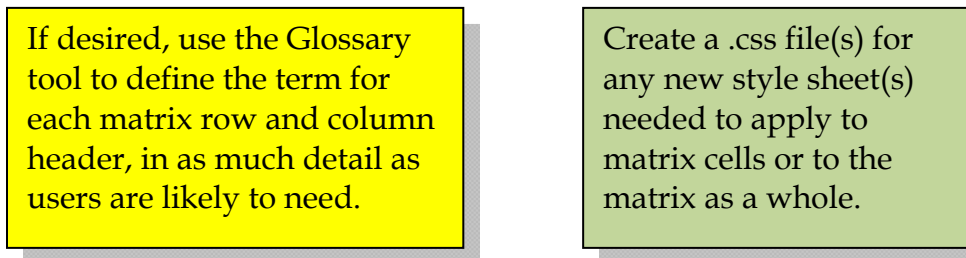 If desired, use the Glossary
tool to define the term for
each matrix row and column
header, in as much detail as
users are likely to need.
Create a .css file(s) for
any new style sheet(s)
needed to apply to
matrix cells or to the
matrix as a whole.